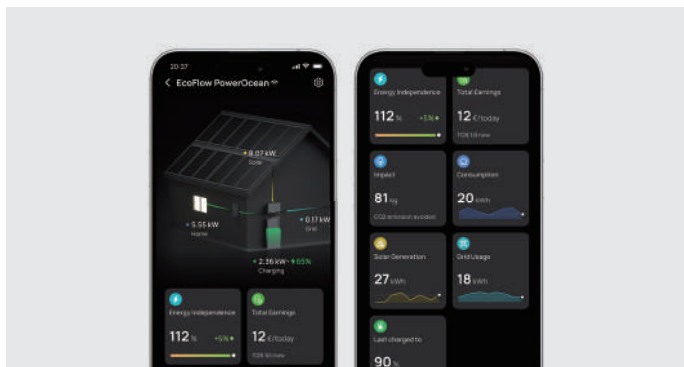 20:37
EcoFlow PowerOcean
8.07 kW
Solar
5.55 kW
Home
0.17 kW
Grid
2.36 kW 65%
Charging
Energy Independence
112 % +5%
Total Earnings
12 €/today
Energy Independence
112 % +5%
Total Earnings
12 €/today
Impact
81 kg
CO2 emission avoided
Consumption
20 kWh
Solar Generation
27 kWh
Grid Usage
18 kWh
Last charged to
90 %